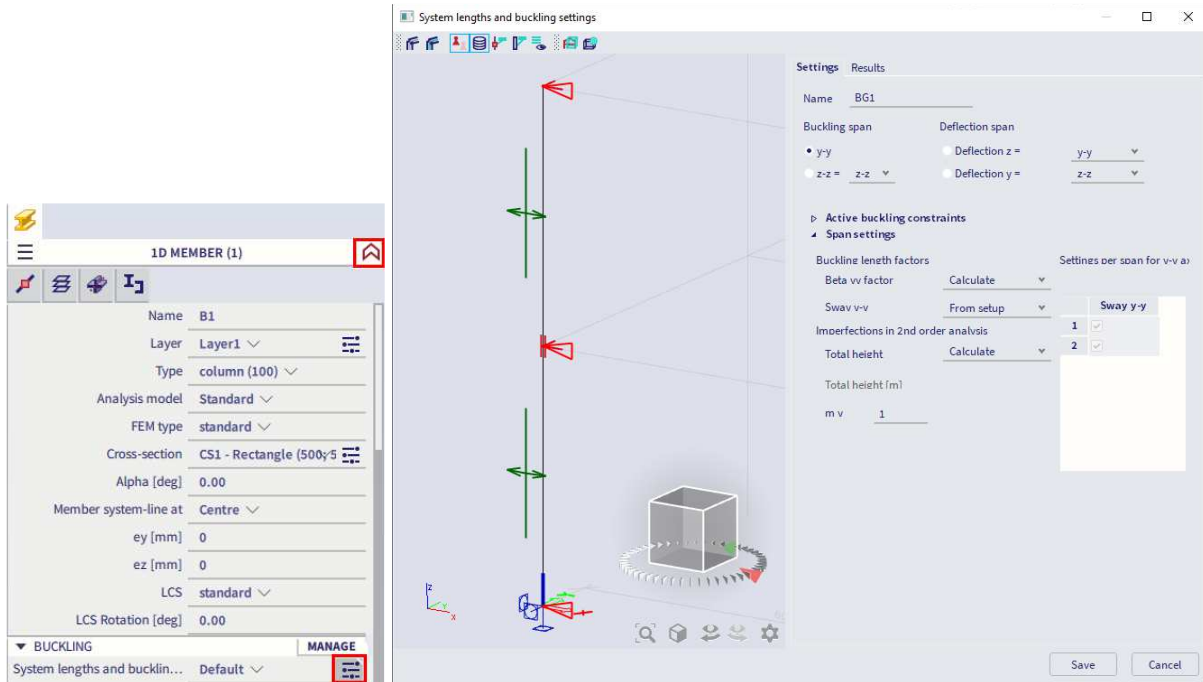 1D MEMBER (1)
Name B1
Layer Layer1
Type column (100)
Analysis model Standard
FEM type standard
Cross-section CS1 - Rectangle (500; 5
Alpha [deg] 0.00
Member system-line at Centre
ey [mm] 0
ez [mm] 0
LCS standard
LCS Rotation [deg] 0.00
BUCKLING MANAGE
System lengths and bucklin... Default
System lengths and buckling settings
z
y
x
Settings Results
Name BG1
Buckling span Deflection span
y-y Deflection z = y-y
z-z = z-z Deflection y = z-z
Active buckling constraints
Span settings
Buckling length factors Settings per span for y-y ax
Beta yy factor Calculate
Sway y-y From setup Sway y-y
1
Imperfections in 2nd order analysis
2
Total height Calculate
Total height [m]
m y 1
Save Cancel